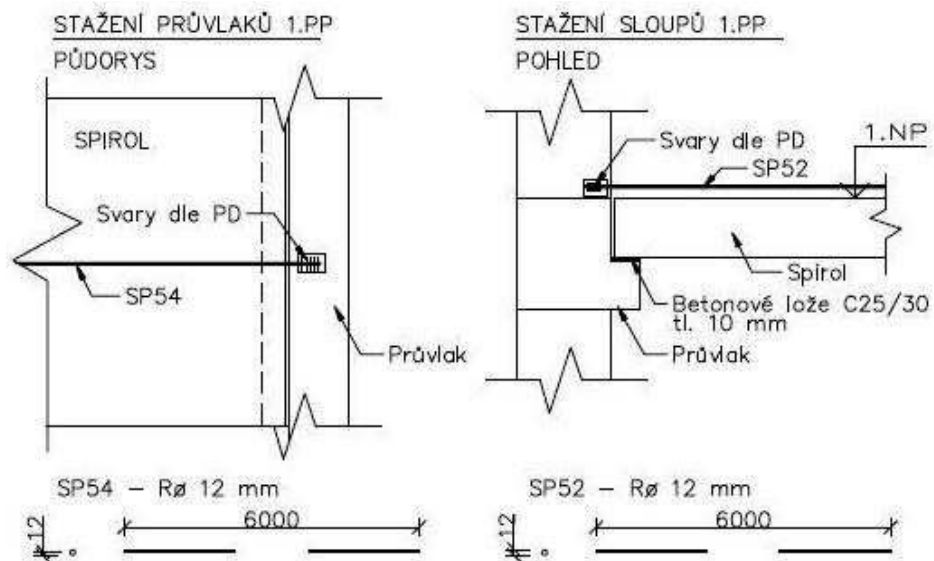 STAŽENÍ PRŮVLAKŮ 1.PP
PŮDORYS
SPIROL
Svary dle PD
SP54
Průvlak
SP54 – Rø 12 mm
6000
12
STAŽENÍ SLOUPŮ 1.PP
POHLED
Svary dle PD
SP52
1.NP
Spirol
Betonové lože C25/30
tl. 10 mm
Průvlak
SP52 – Rø 12 mm
6000
12